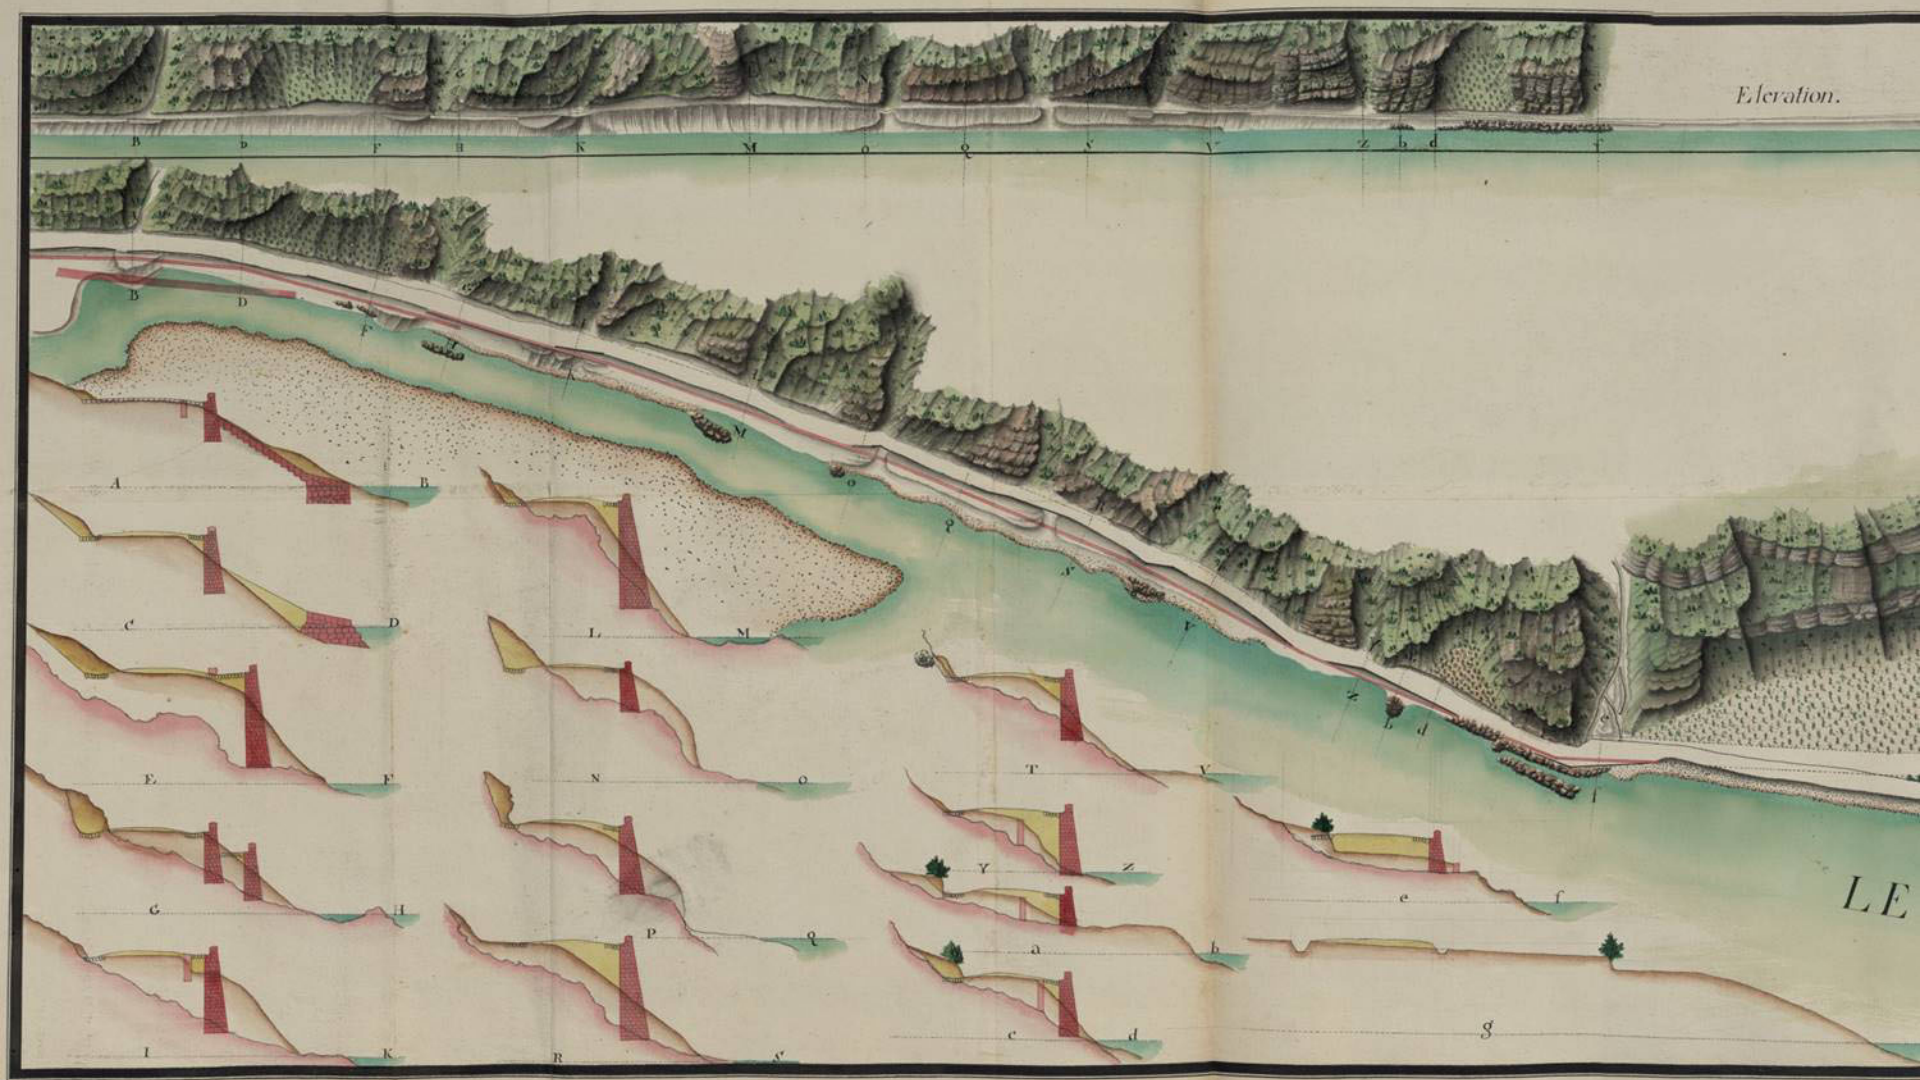 Elevation.
B D F H K M O Q S V Z b d f
B
D
F
H
K
M
O
Q
S
V
Z
b
d
f
A B
C D
L M
E F
N O
T V
G H
P Q
Y Z
e f
a b
I K
R S
c d
g
LE